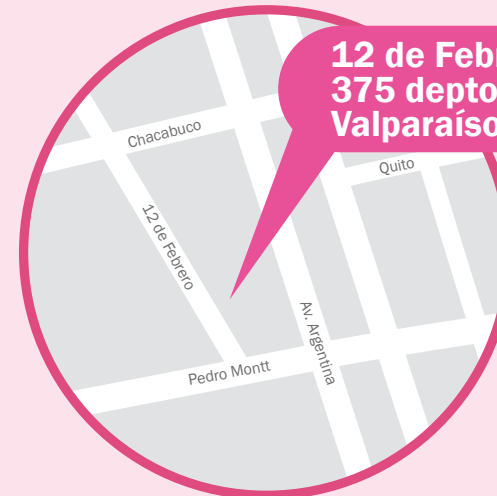 12 de Febr
375 depto
Valparaíso
Chacabuco
Quito
12 de Febrero
Av. Argentina
Pedro Montt